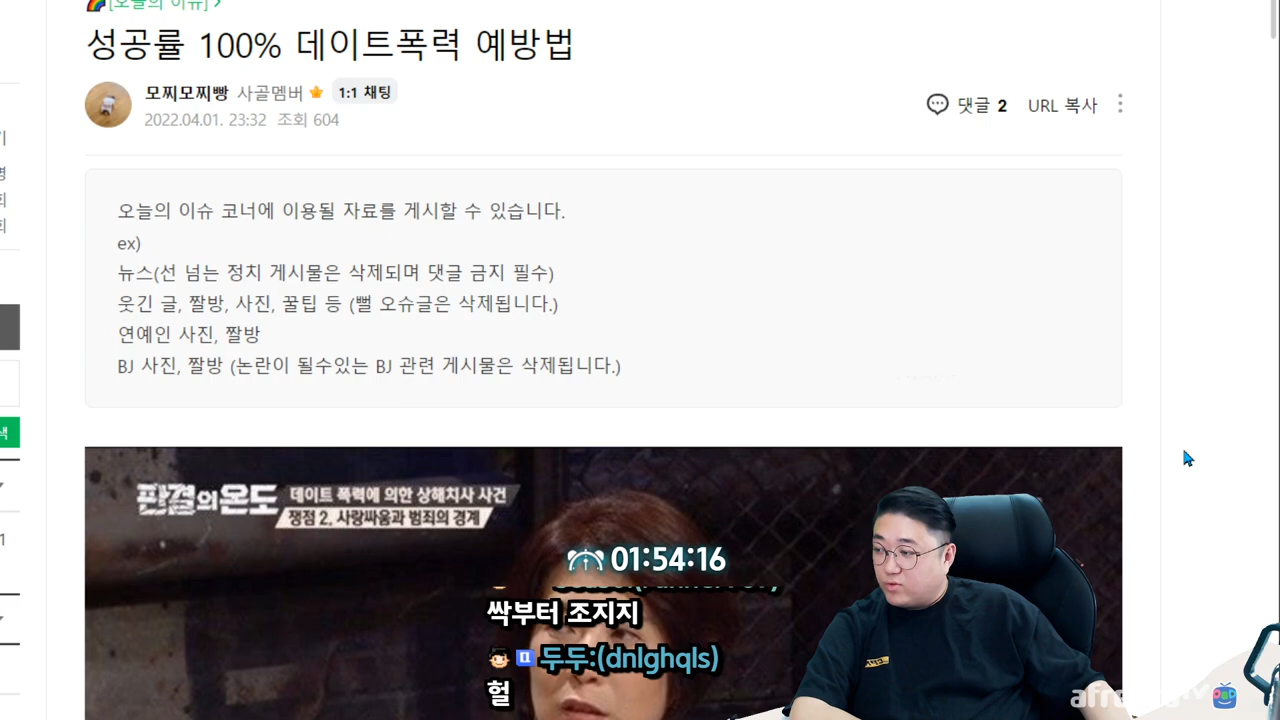 [오늘의 이슈] >
성공률 100% 데이트폭력 예방법
모찌모찌빵 사골멤버 1:1 채팅
2022.04.01. 23:32 조회 604
댓글 2 URL 복사
오늘의 이슈 코너에 이용될 자료를 게시할 수 있습니다.
ex)
뉴스(선 넘는 정치 게시물은 삭제되며 댓글 금지 필수)
웃긴 글, 짤방, 사진, 꿀팁 등 (뻘 오슈글은 삭제됩니다.)
연예인 사진, 짤방
BJ 사진, 짤방 (논란이 될수있는 BJ 관련 게시물은 삭제됩니다.)
판결의온도
데이트 폭력에 의한 상해치사 사건
쟁점 2. 사랑싸움과 범죄의 경계
01:54:16
싹부터 조지지
두두:(dnlghqls)
헐